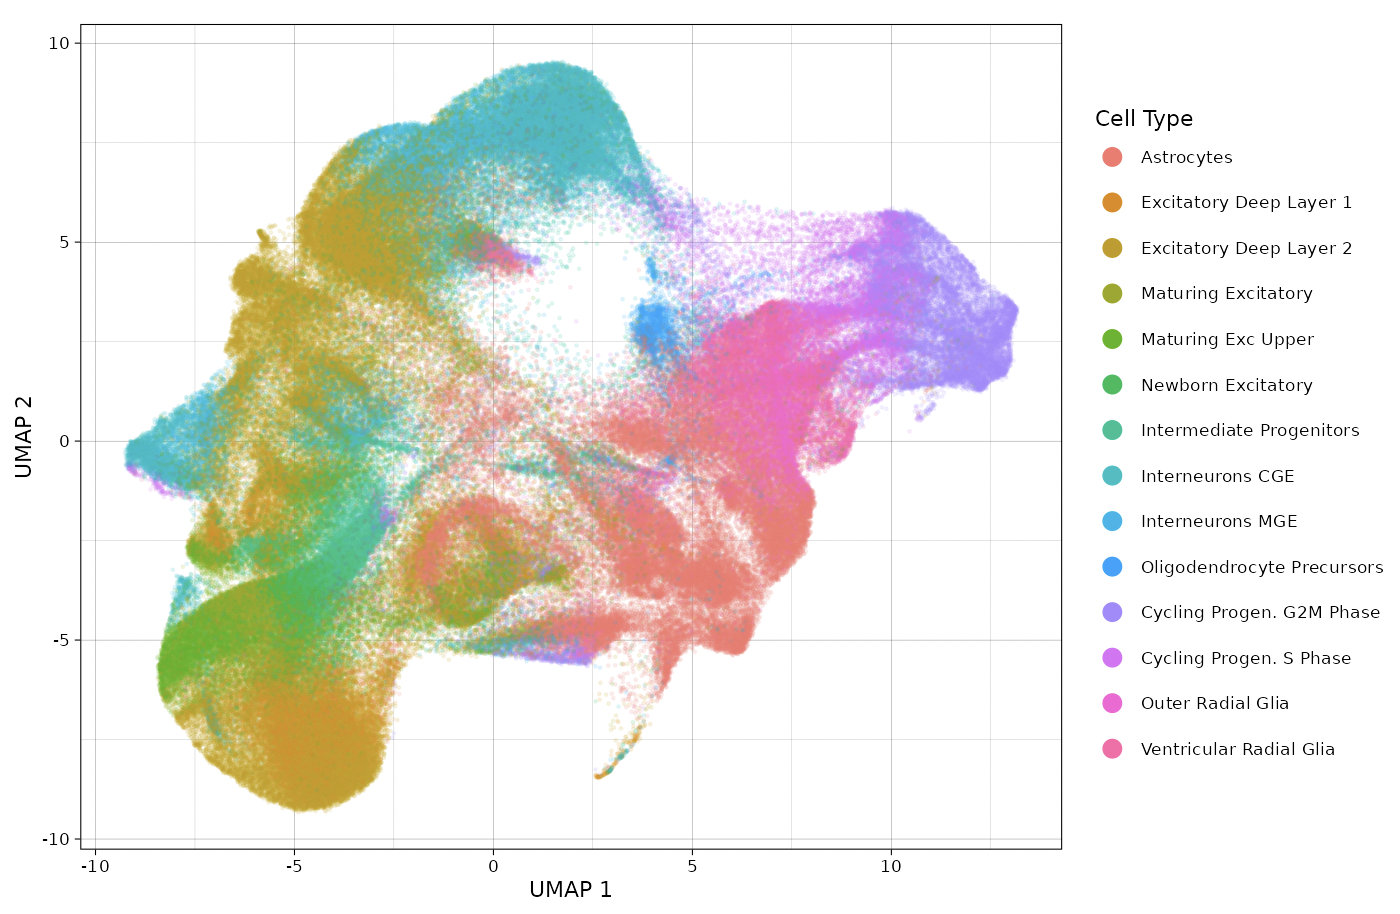 10
5
0
-5
-10
UMAP 2
-10
-5
0
5
10
UMAP 1
Cell Type
Astrocytes
Excitatory Deep Layer 1
Excitatory Deep Layer 2
Maturing Excitatory
Maturing Exc Upper
Newborn Excitatory
Intermediate Progenitors
Interneurons CGE
Interneurons MGE
Oligodendrocyte Precursors
Cycling Progen. G2M Phase
Cycling Progen. S Phase
Outer Radial Glia
Ventricular Radial Glia